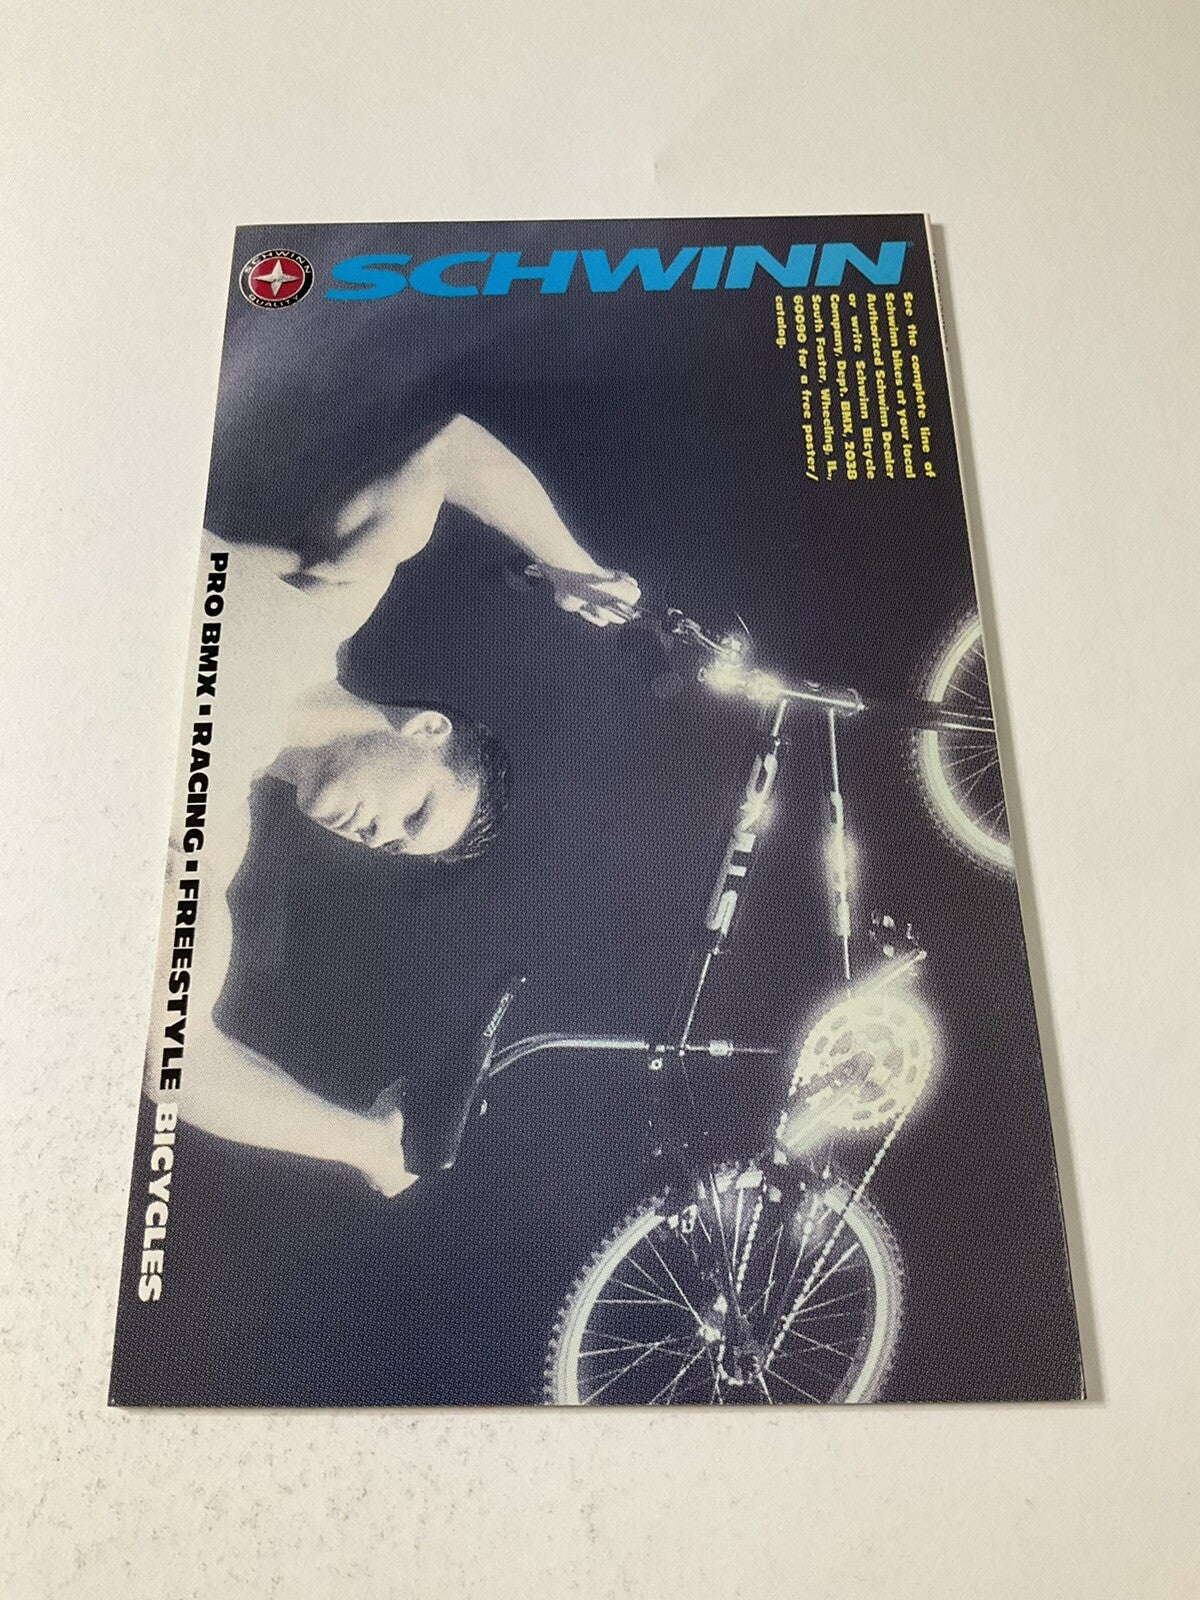 SCHWINN
QUALITY
SCHWINN
See the complete line of
Schwinn bikes at your local
Authorized Schwinn Dealer
or write Schwinn Bicycle
Company, Dept. BMX, 2038
South Foster, Wheeling, IL,
60090 for a free poster/
catalog.
PRO BMX ▪ RACING ▪ FREESTYLE BICYCLES